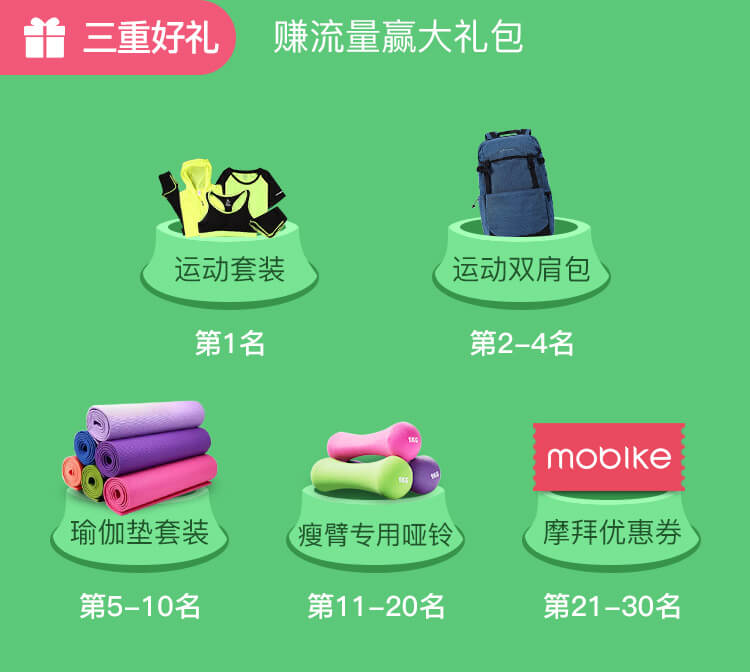 三重好礼
赚流量赢大礼包
运动套装
运动双肩包
第1名
第2-4名
1KG
1KG
1KG
mobike
瑜伽垫套装
瘦臂专用哑铃
摩拜优惠券
第5-10名
第11-20名
第21-30名